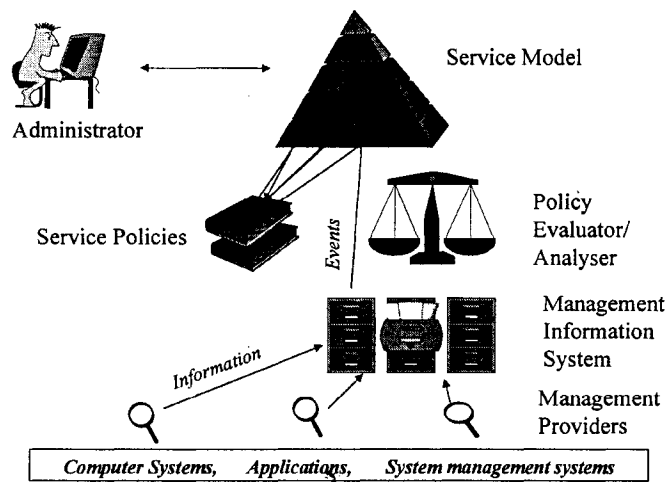 Service Model
Administrator
Service Policies
Policy
Evaluator/
Analyser
Events
Management
Information
System
Information
Management
Providers
Computer Systems, Applications, System management systems